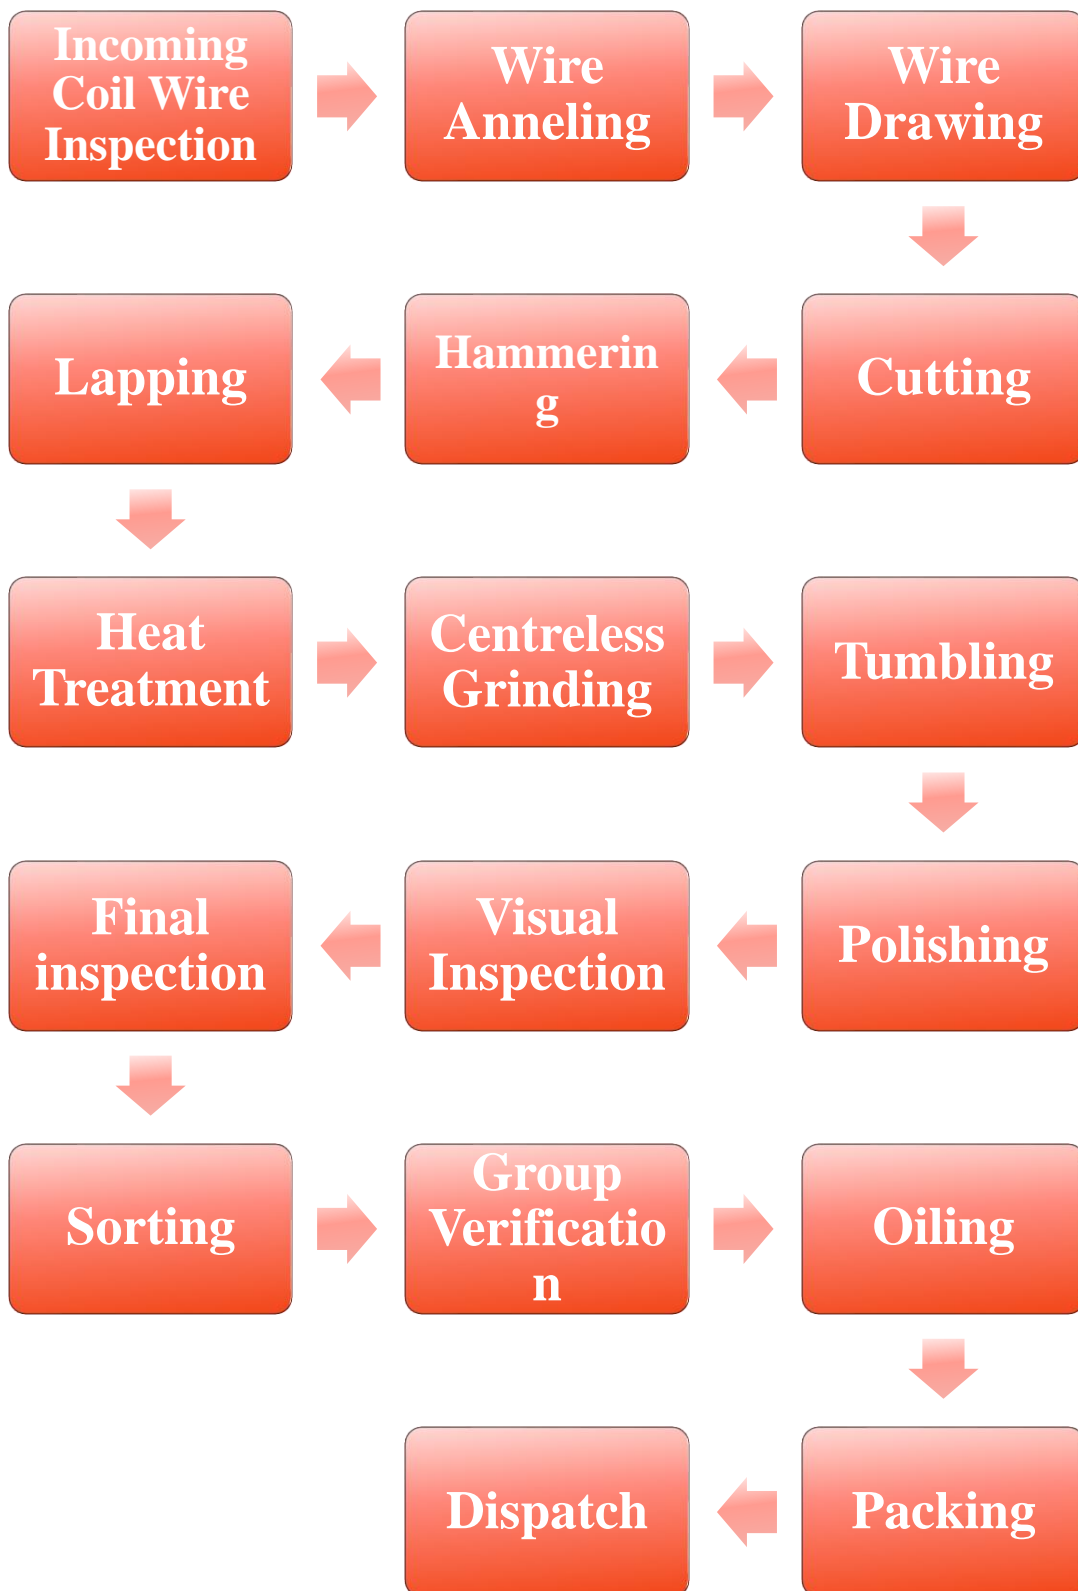 Incoming
Coil Wire
Inspection
Wire
Anneling
Wire
Drawing
Cutting
Hammerin
g
Lapping
Heat
Treatment
Centreless
Grinding
Tumbling
Polishing
Visual
Inspection
Final
inspection
Sorting
Group
Verificatio
n
Oiling
Packing
Dispatch